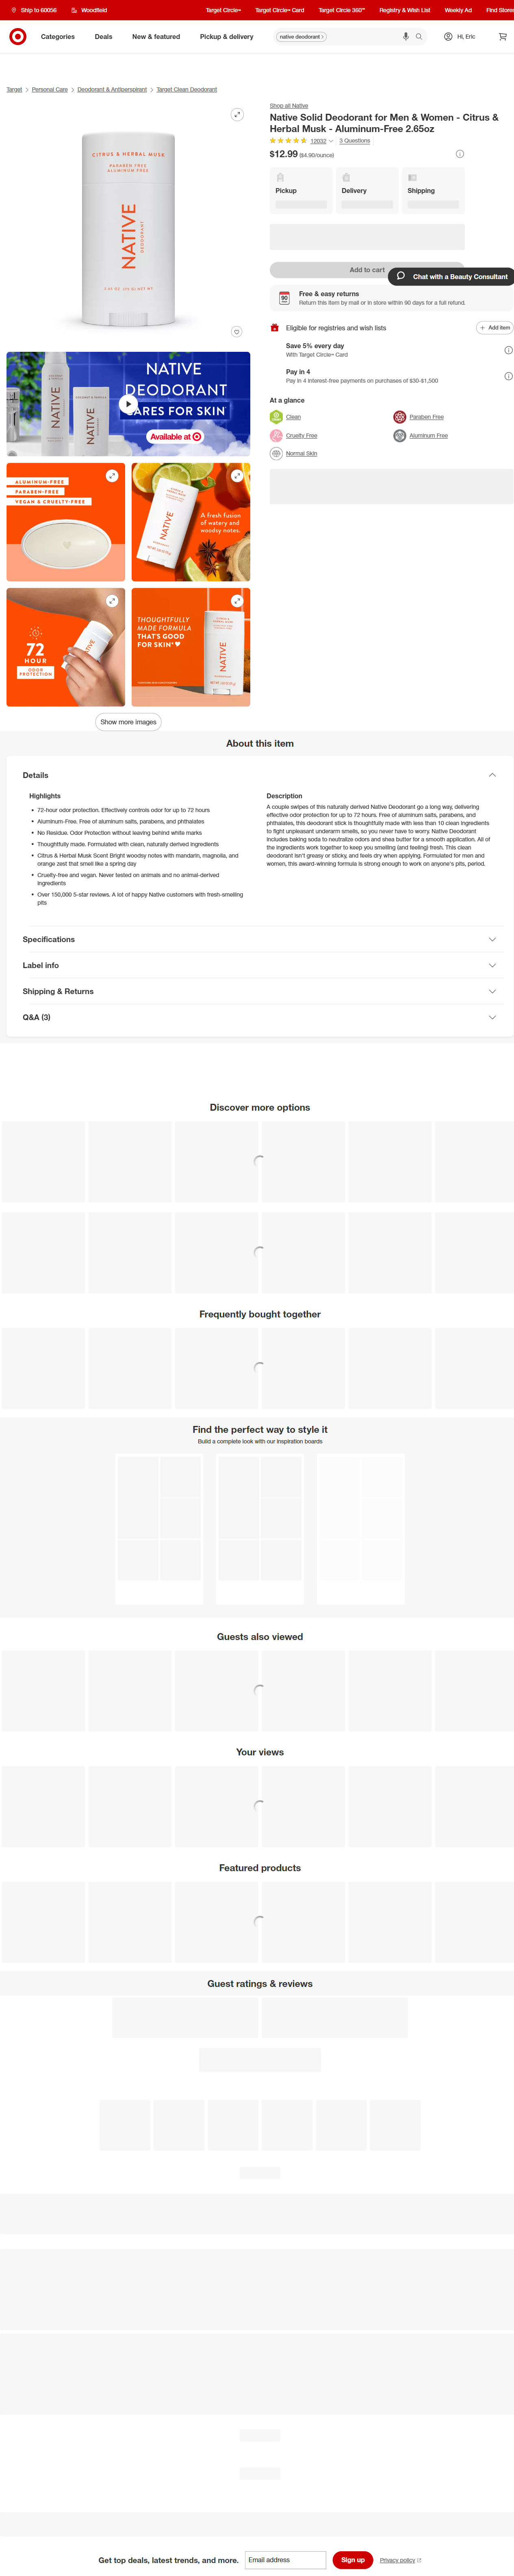 Ship to 60056
Woodfield
Target Circle™
Target Circle™ Card
Target Circle 360™
Registry & Wish List
Weekly Ad
Find Stores
Categories
Deals
New & featured
Pickup & delivery
native deodorant
Hi, Eric
Target
Personal Care
Deodorant & Antiperspirant
Target Clean Deodorant
Shop all Native
Native Solid Deodorant for Men & Women - Citrus &
Herbal Musk - Aluminum-Free 2.65oz
12032
3 Questions
$12.99 ($4.90/ounce)
Pickup
Delivery
Shipping
Add to cart
Chat with a Beauty Consultant
90
Free & easy returns
Return this item by mail or in store within 90 days for a full refund.
Eligible for registries and wish lists
Add item
Save 5% every day
With Target Circle™ Card
Pay in 4
Pay in 4 interest-free payments on purchases of $30-$1,500
At a glance
Clean
Paraben Free
Cruelty Free
Aluminum Free
Normal Skin
CITRUS & HERBAL MUSK
PARABEN FREE
ALUMINUM FREE
NATIVE
DEODORANT
2.65 OZ (75 G) NET WT
NATIVE
NATIVE
NATIVE
DEODORANT
CARES FOR SKIN
Available at
ALUMINUM-FREE
PARABEN-FREE
VEGAN & CRUELTY-FREE
NATIVE
A fresh fusion
of watery and
woodsy notes.
72
HOUR
ODOR
PROTECTION
NATIVE
THOUGHTFULLY
MADE FORMULA
THAT'S GOOD
FOR SKIN*
NATIVE
Show more images
About this item
Details
Highlights
72-hour odor protection. Effectively controls odor for up to 72 hours
Aluminum-Free. Free of aluminum salts, parabens, and phthalates
No Residue. Odor Protection without leaving behind white marks
Thoughtfully made. Formulated with clean, naturally derived Ingredients
Citrus & Herbal Musk Scent Bright woodsy notes with mandarin, magnolia, and
orange zest that smell like a spring day
Cruelty-free and vegan. Never tested on animals and no animal-derived
ingredients
Over 150,000 5-star reviews. A lot of happy Native customers with fresh-smelling
pits
Description
A couple swipes of this naturally derived Native Deodorant go a long way, delivering
effective odor protection for up to 72 hours. Free of aluminum salts, parabens, and
phthalates, this deodorant stick is thoughtfully made with less than 10 clean ingredients
to fight unpleasant underarm smells, so you never have to worry. Native Deodorant
includes baking soda to neutralize odors and shea butter for a smooth application. All of
the ingredients work together to keep you smelling (and feeling) fresh. This clean
deodorant isn't greasy or sticky, and feels dry when applying. Formulated for men and
women, this award-winning formula is strong enough to work on anyone's pits, period.
Specifications
Label info
Shipping & Returns
Q&A (3)
Discover more options
Frequently bought together
Find the perfect way to style it
Build a complete look with our inspiration boards
Guests also viewed
Your views
Featured products
Guest ratings & reviews
Get top deals, latest trends, and more.
Email address
Sign up
Privacy policy